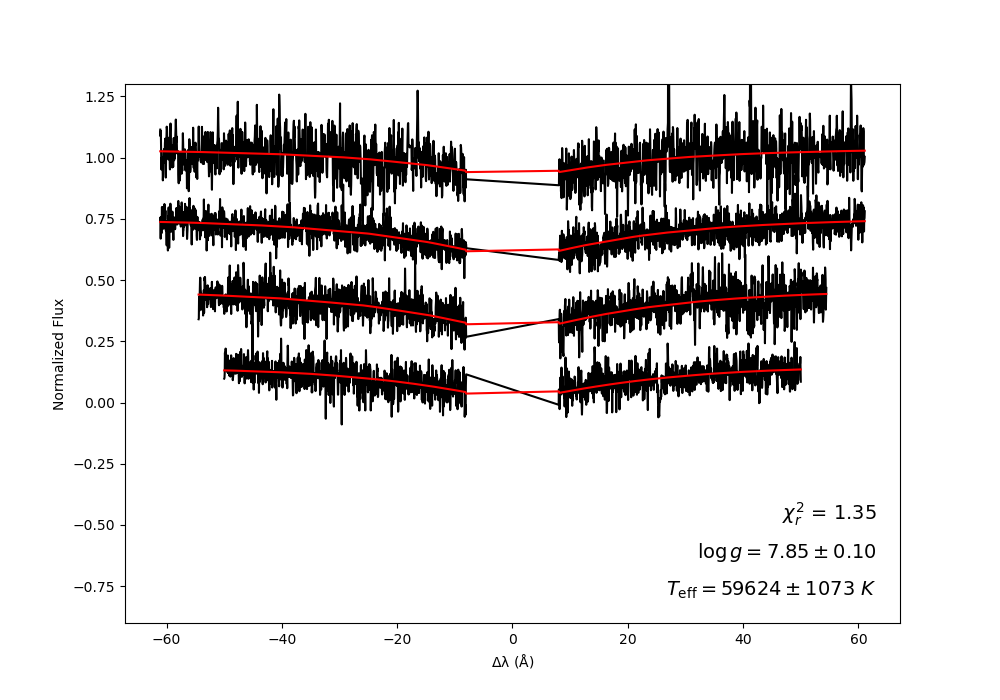 1.25
1.00
0.75
0.50
0.25
0.00
−0.25
−0.50
−0.75
Normalized Flux
χ²ᵣ = 1.35
log g = 7.85 ± 0.10
T_eff = 59624 ± 1073 K
−60 −40 −20 0 20 40 60
Δλ (Å)